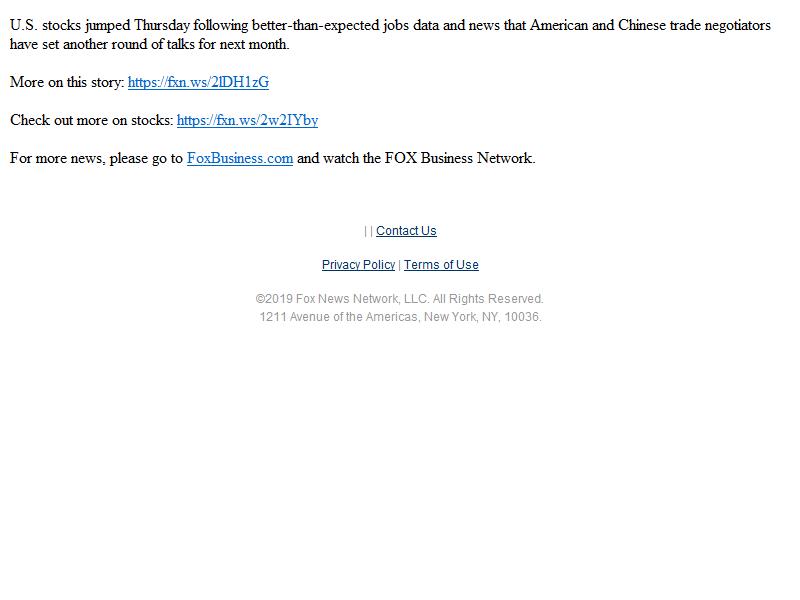 U.S. stocks jumped Thursday following better-than-expected jobs data and news that American and Chinese trade negotiators
have set another round of talks for next month.
More on this story: https://fxn.ws/2lDH1zG
Check out more on stocks: https://fxn.ws/2w2IYby
For more news, please go to FoxBusiness.com and watch the FOX Business Network.
| | Contact Us
Privacy Policy | Terms of Use
©2019 Fox News Network, LLC. All Rights Reserved.
1211 Avenue of the Americas, New York, NY, 10036.